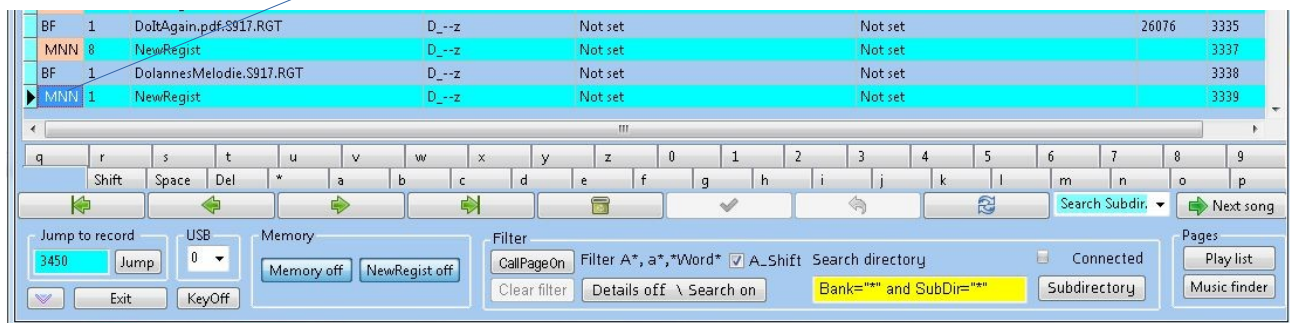 BF 1 DoItAgain.pdf.S917.RGT D_--z Not set Not set 26076 3335
MNN 8 NewRegist D_--z Not set Not set 3337
BF 1 DolannesMelodie.S917.RGT D_--z Not set Not set 3338
MNN 1 NewRegist D_--z Not set Not set 3339
q r s t u v w x y z 0 1 2 3 4 5 6 7 8 9
Shift Space Del * a b c d e f g h i j k l m n o p
Search Subdir. Next song
Jump to record USB Memory Filter Pages
3450 Jump 0 Memory off NewRegist off CallPageOn Filter A*, a*,*Word* A_Shift Search directory Connected Play list
Exit KeyOff Clear filter Details off \ Search on Bank="*" and SubDir="*" Subdirectory Music finder